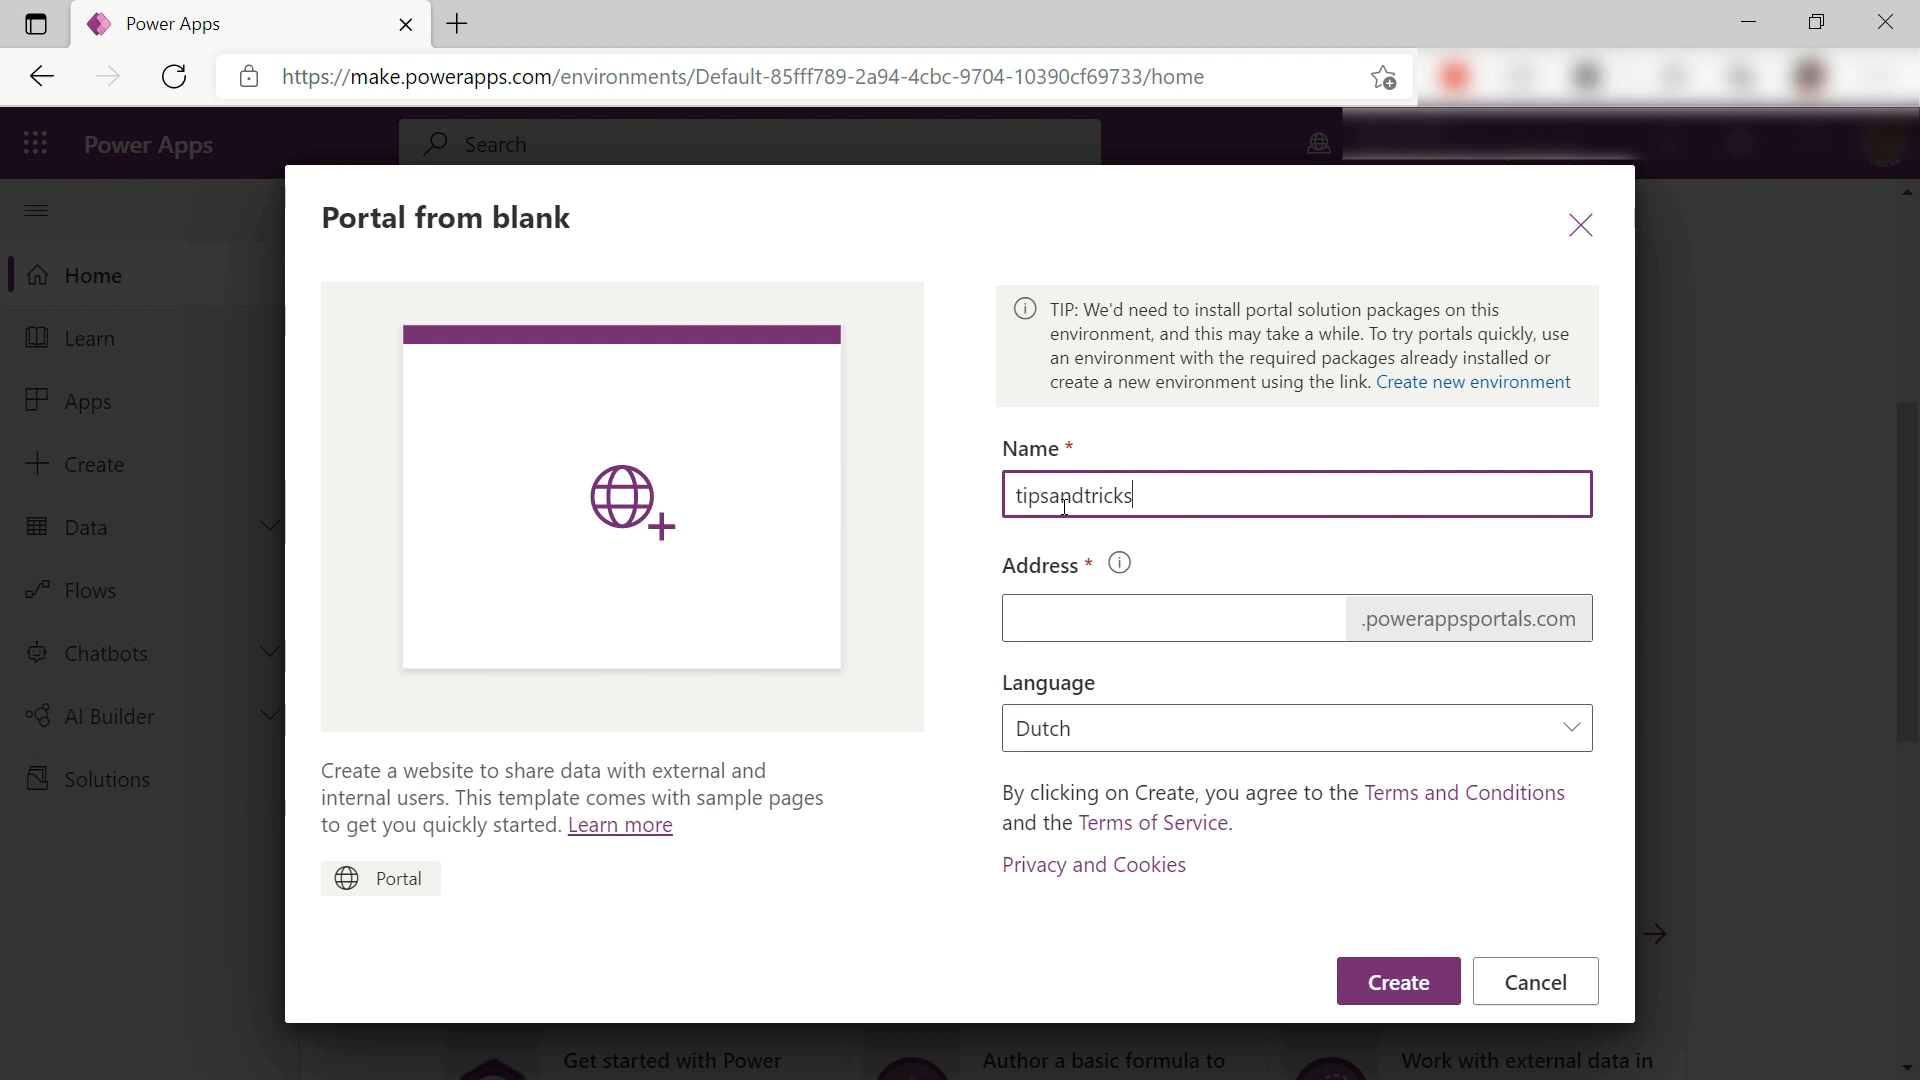 Power Apps
https://make.powerapps.com/environments/Default-85fff789-2a94-4cbc-9704-10390cf69733/home
Power Apps
Search
Home
Learn
Apps
Create
Data
Flows
Chatbots
AI Builder
Solutions
Portal from blank
Create a website to share data with external and
internal users. This template comes with sample pages
to get you quickly started. Learn more
Portal
TIP: We'd need to install portal solution packages on this
environment, and this may take a while. To try portals quickly, use
an environment with the required packages already installed or
create a new environment using the link. Create new environment
Name *
tipsandtricks
Address *
.powerappsportals.com
Language
Dutch
By clicking on Create, you agree to the Terms and Conditions
and the Terms of Service.
Privacy and Cookies
Create
Cancel
Get started with Power
Author a basic formula to
Work with external data in